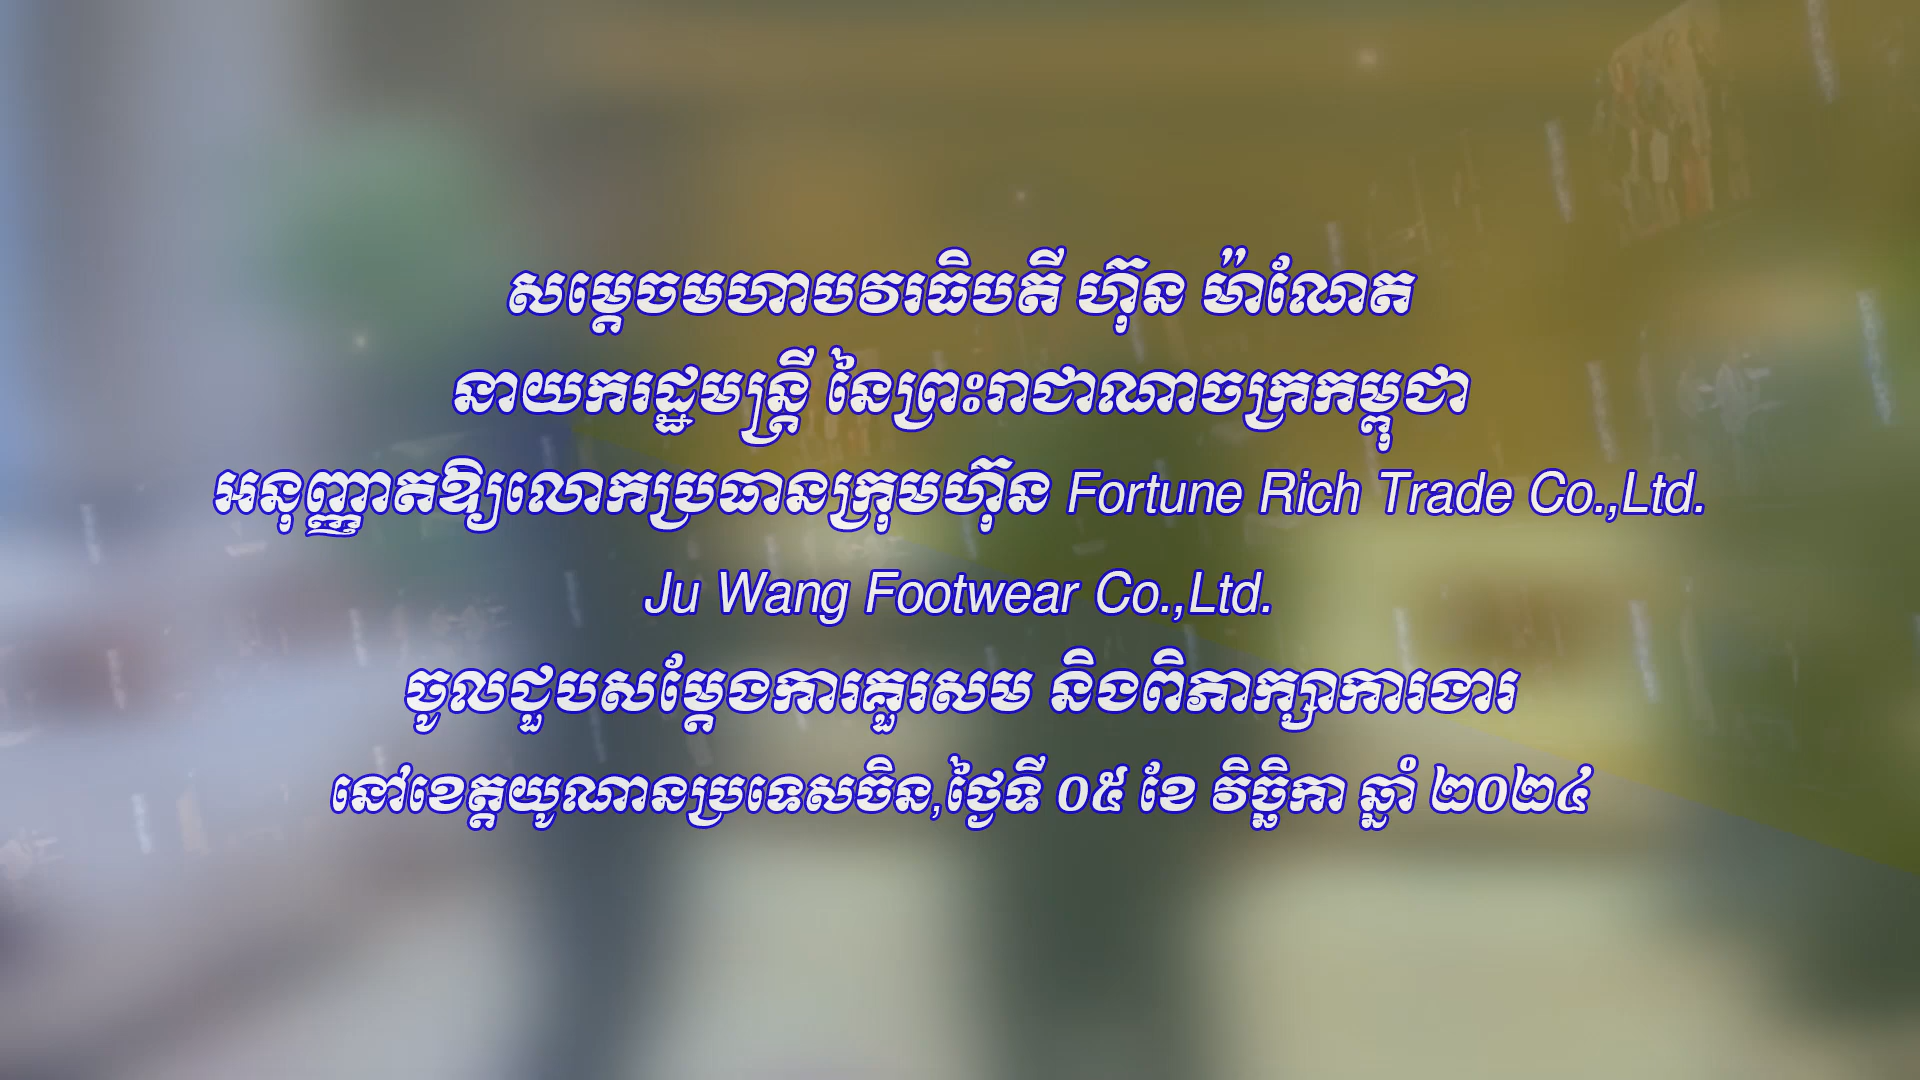 សម្តេចមហាបវរធិបតី ហ៊ុន ម៉ាណែត
នាយករដ្ឋមន្ត្រី នៃព្រះរាជាណាចក្រកម្ពុជា
អនុញ្ញាតឱ្យលោកប្រធានក្រុមហ៊ុន Fortune Rich Trade Co.,Ltd.
Ju Wang Footwear Co.,Ltd.
ចូលជួបសម្តែងការគួរសម និងពិភាក្សាការងារ
នៅខេត្តយូណានប្រទេសចិន,ថ្ងៃទី ០៥ ខែ វិច្ឆិកា ឆ្នាំ ២០២៤